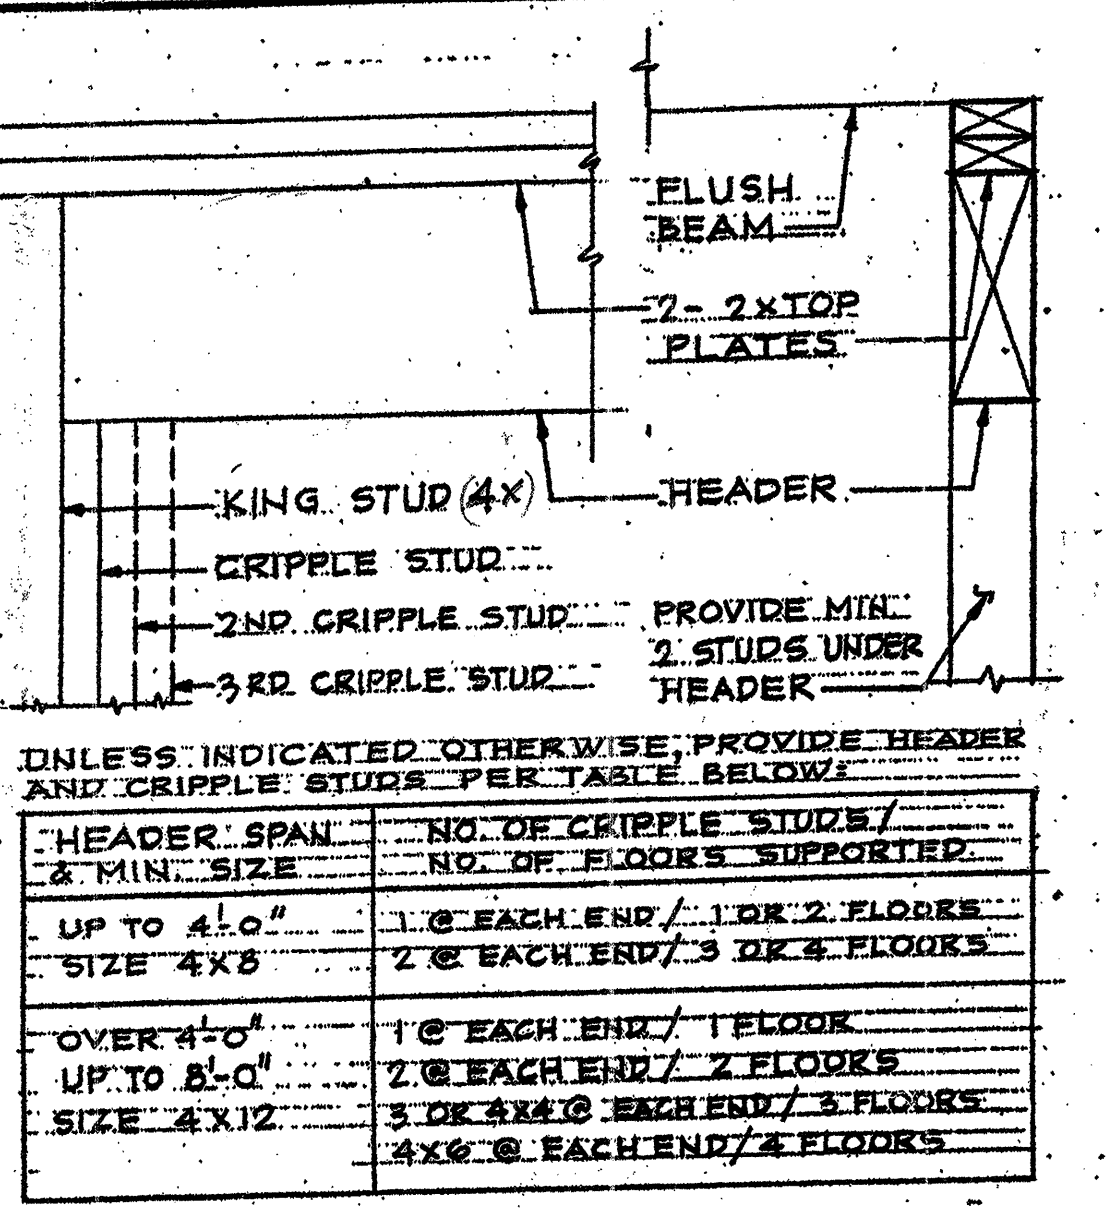 FLUSH
BEAM
2- 2xTOP
PLATES
HEADER
KING STUD (4x)
CRIPPLE STUD
2ND CRIPPLE STUD
3RD CRIPPLE STUD
PROVIDE MIN.
2 STUDS UNDER
HEADER
UNLESS INDICATED OTHERWISE, PROVIDE HEADER
AND CRIPPLE STUDS PER TABLE BELOW:
HEADER SPAN
& MIN. SIZE
NO. OF CRIPPLE STUDS/
NO. OF FLOORS SUPPORTED
UP TO 4'-0"
SIZE 4x8
1 @ EACH END/ 1 OR 2 FLOORS
2 @ EACH END/ 3 OR 4 FLOORS
OVER 4'-0"
UP TO 8'-0"
SIZE 4x12
1 @ EACH END/ 1 FLOOR
2 @ EACH END/ 2 FLOORS
3 OR 4x4 @ EACH END/ 3 FLOORS
4x6 @ EACH END/ 4 FLOORS